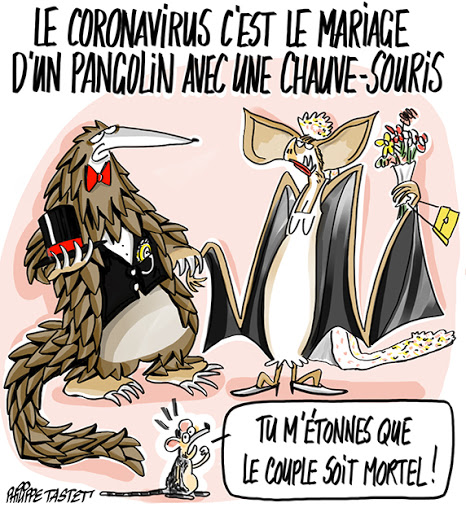 LE CORONAVIRUS C'EST LE MARIAGE
D'UN PANGOLIN AVEC UNE CHAUVE-SOURIS
TU M'ÉTONNES QUE
LE COUPLE SOIT MORTEL !
PHILIPPE TASTET